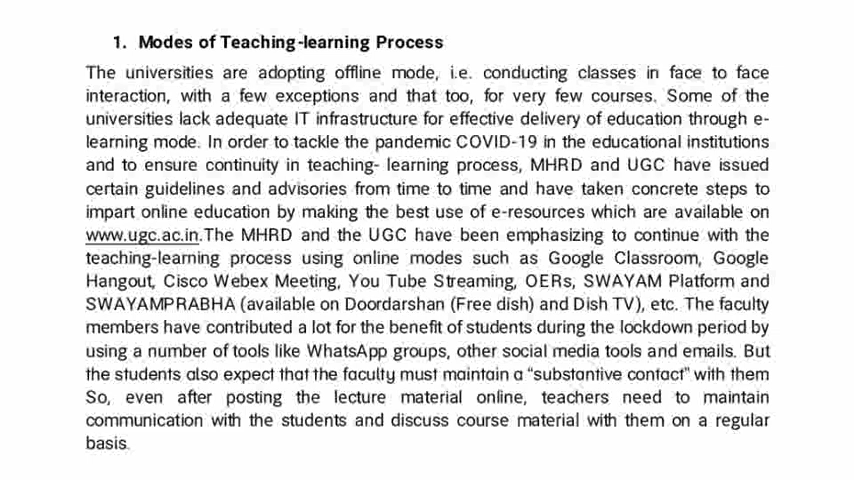 1. Modes of Teaching-learning Process
The universities are adopting offline mode, i.e. conducting classes in face to face
interaction, with a few exceptions and that too, for very few courses. Some of the
universities lack adequate IT infrastructure for effective delivery of education through e-
learning mode. In order to tackle the pandemic COVID-19 in the educational institutions
and to ensure continuity in teaching- learning process, MHRD and UGC have issued
certain guidelines and advisories from time to time and have taken concrete steps to
impart online education by making the best use of e-resources which are available on
www.ugc.ac.in.The MHRD and the UGC have been emphasizing to continue with the
teaching-learning process using online modes such as Google Classroom, Google
Hangout, Cisco Webex Meeting, You Tube Streaming, OERs, SWAYAM Platform and
SWAYAMPRABHA (available on Doordarshan (Free dish) and Dish TV), etc. The faculty
members have contributed a lot for the benefit of students during the lockdown period by
using a number of tools like WhatsApp groups, other social media tools and emails. But
the students also expect that the faculty must maintain a “substantive contact” with them
So, even after posting the lecture material online, teachers need to maintain
communication with the students and discuss course material with them on a regular
basis.